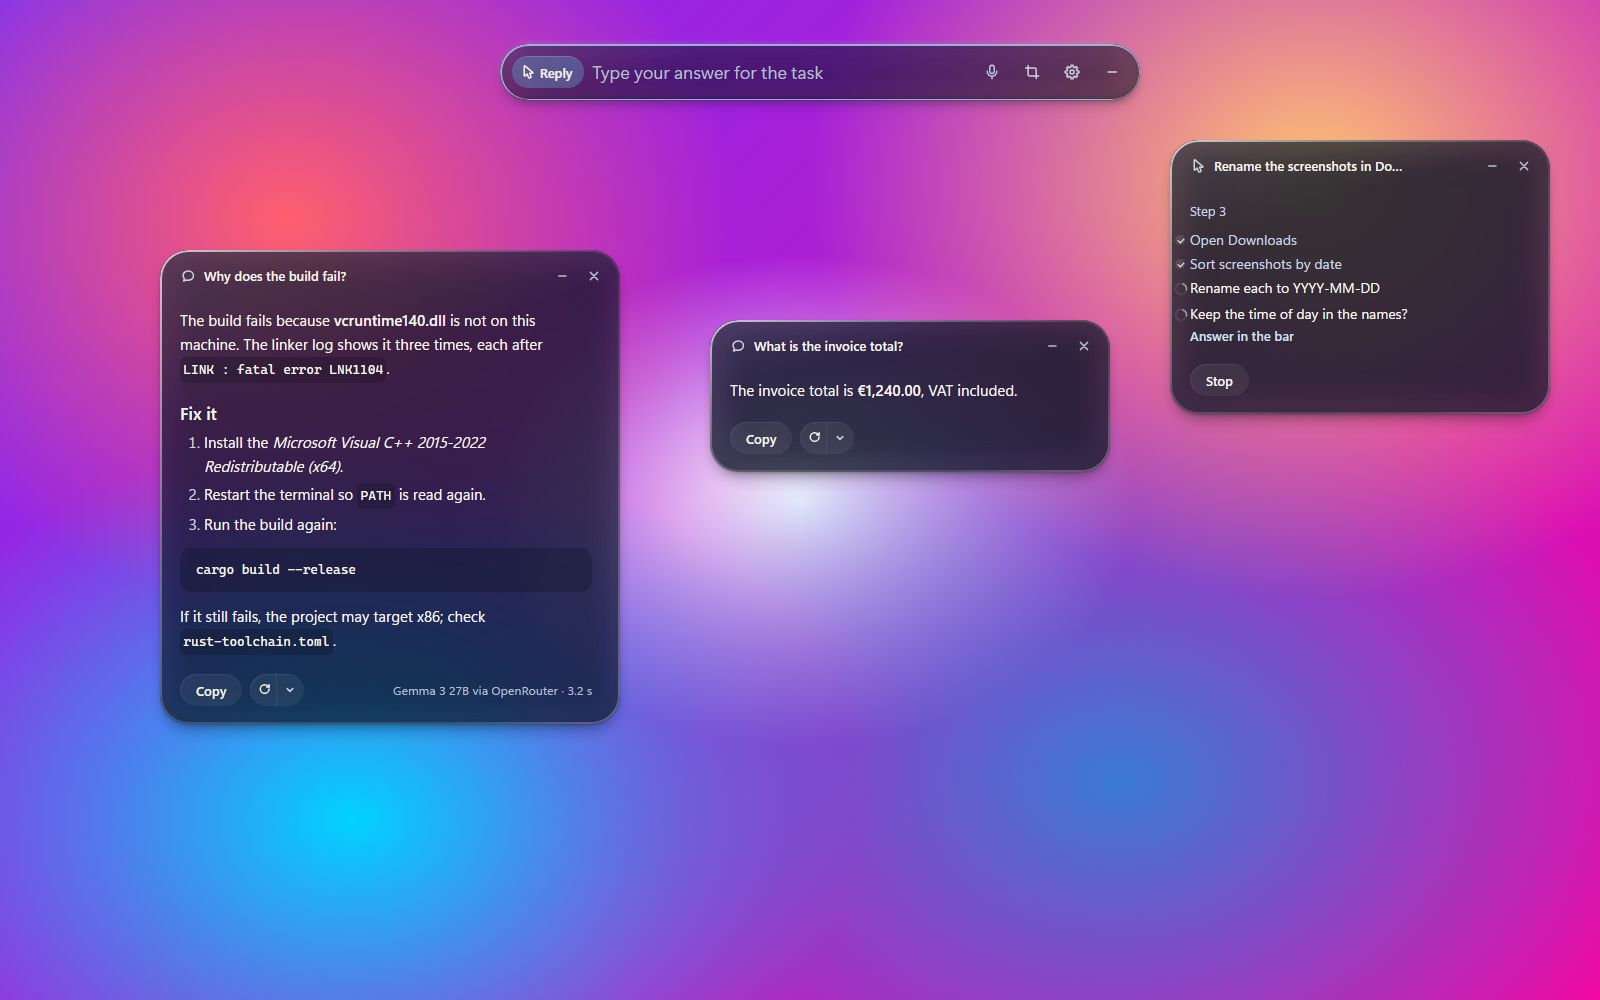 Reply Type your answer for the task
Why does the build fail?
The build fails because vcruntime140.dll is not on this
machine. The linker log shows it three times, each after
LINK : fatal error LNK1104.
Fix it
1. Install the Microsoft Visual C++ 2015-2022
Redistributable (x64).
2. Restart the terminal so PATH is read again.
3. Run the build again:
cargo build --release
If it still fails, the project may target x86; check
rust-toolchain.toml.
Copy
Gemma 3 27B via OpenRouter · 3.2 s
What is the invoice total?
The invoice total is €1,240.00, VAT included.
Copy
Rename the screenshots in Do...
Step 3
Open Downloads
Sort screenshots by date
Rename each to YYYY-MM-DD
Keep the time of day in the names?
Answer in the bar
Stop